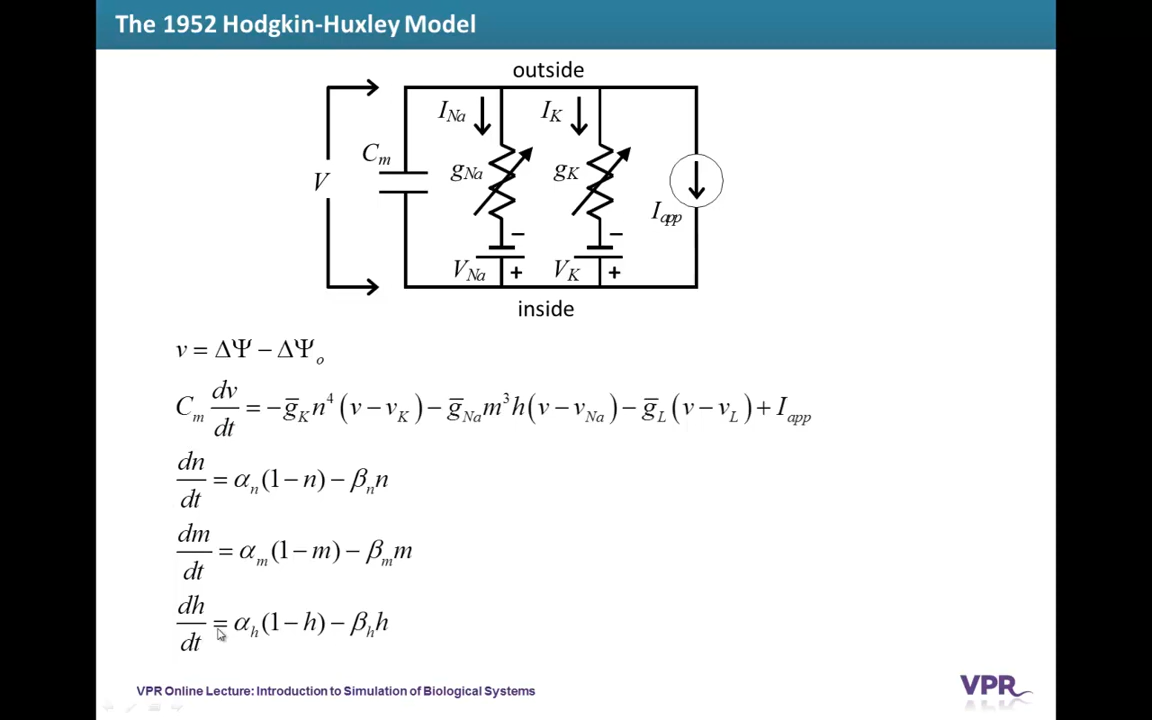 The 1952 Hodgkin-Huxley Model
outside
I_Na I_K
C_m
g_Na g_K
V
I_app
−
−
V_Na + V_K +
inside
v = ΔΨ − ΔΨ_o
C_m dv/dt = −ḡ_K n⁴ (v − v_K) − ḡ_Na m³ h (v − v_Na) − ḡ_L (v − v_L) + I_app
dn/dt = α_n (1 − n) − β_n n
dm/dt = α_m (1 − m) − β_m m
dh/dt = α_h (1 − h) − β_h h
VPR Online Lecture: Introduction to Simulation of Biological Systems
VPR